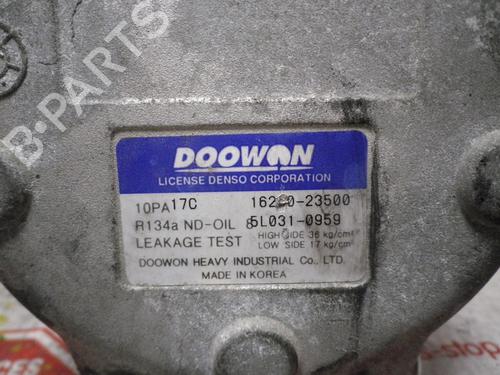 B-PARTS
DOOWON
LICENSE DENSO CORPORATION
10PA17C
R134a ND-OIL 8 5L031-0959
LEAKAGE TEST HIGH SIDE 36 kg/cm²
LOW SIDE 17 kg/cm²
DOOWON HEAVY INDUSTRIAL Co., LTD.
MADE IN KOREA